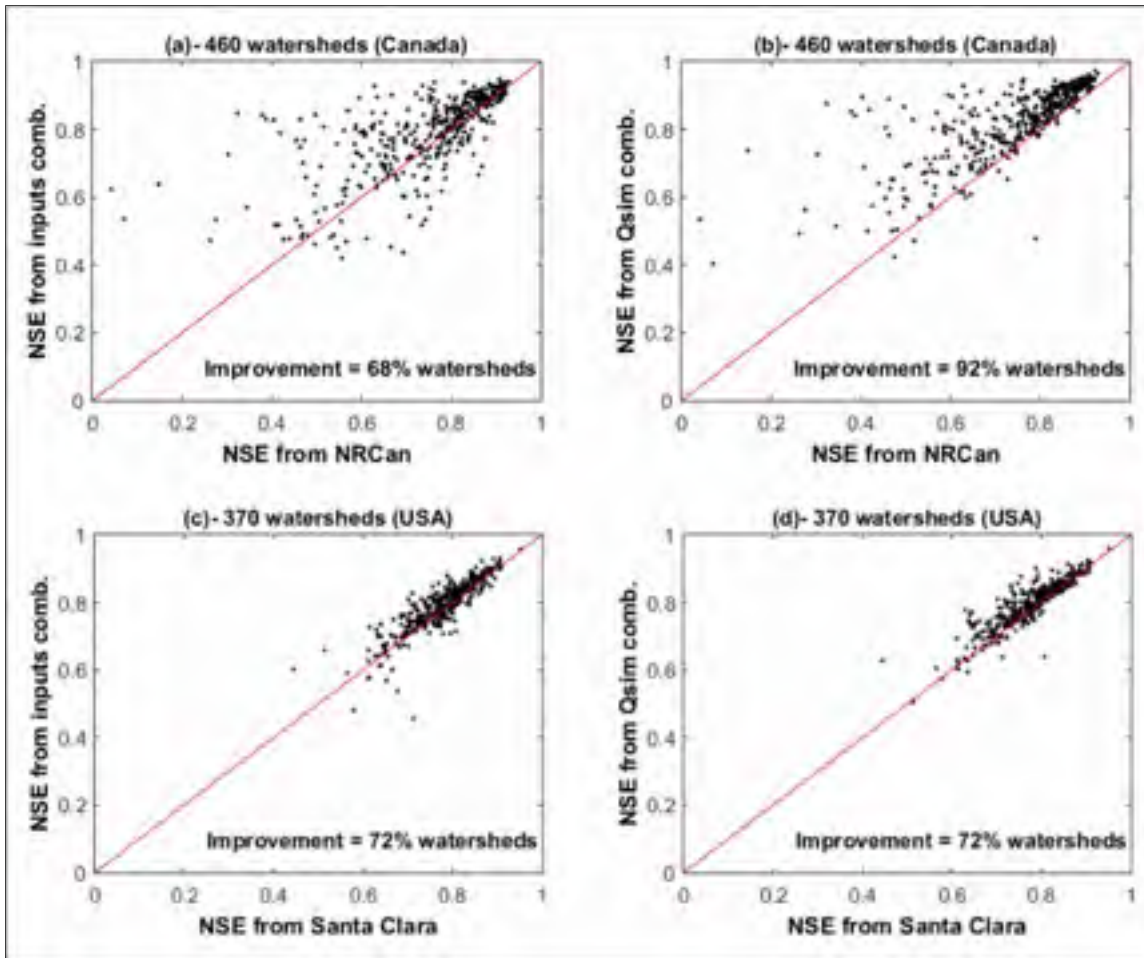 (a)- 460 watersheds (Canada)
NSE from inputs comb.
1
0.8
0.6
0.4
0.2
0
Improvement = 68% watersheds
0 0.2 0.4 0.6 0.8 1
NSE from NRCan
(b)- 460 watersheds (Canada)
NSE from Qsim comb.
1
0.8
0.6
0.4
0.2
0
Improvement = 92% watersheds
0 0.2 0.4 0.6 0.8 1
NSE from NRCan
(c)- 370 watersheds (USA)
NSE from inputs comb.
1
0.8
0.6
0.4
0.2
0
Improvement = 72% watersheds
0 0.2 0.4 0.6 0.8 1
NSE from Santa Clara
(d)- 370 watersheds (USA)
NSE from Qsim comb.
1
0.8
0.6
0.4
0.2
0
Improvement = 72% watersheds
0 0.2 0.4 0.6 0.8 1
NSE from Santa Clara